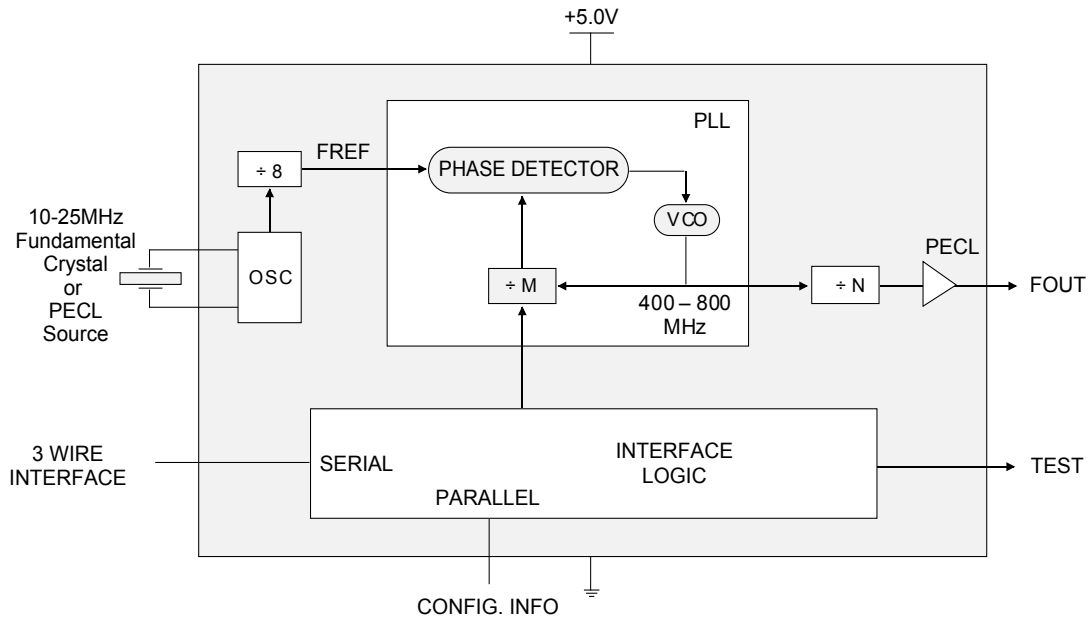 +5.0V
PLL
FREF
PHASE DETECTOR
÷ 8
10-25MHz
Fundamental
Crystal
or
PECL
Source
OSC
VCO
PECL
÷ M
÷ N
FOUT
400 – 800
MHz
3 WIRE
INTERFACE
SERIAL
INTERFACE
LOGIC
TEST
PARALLEL
CONFIG. INFO